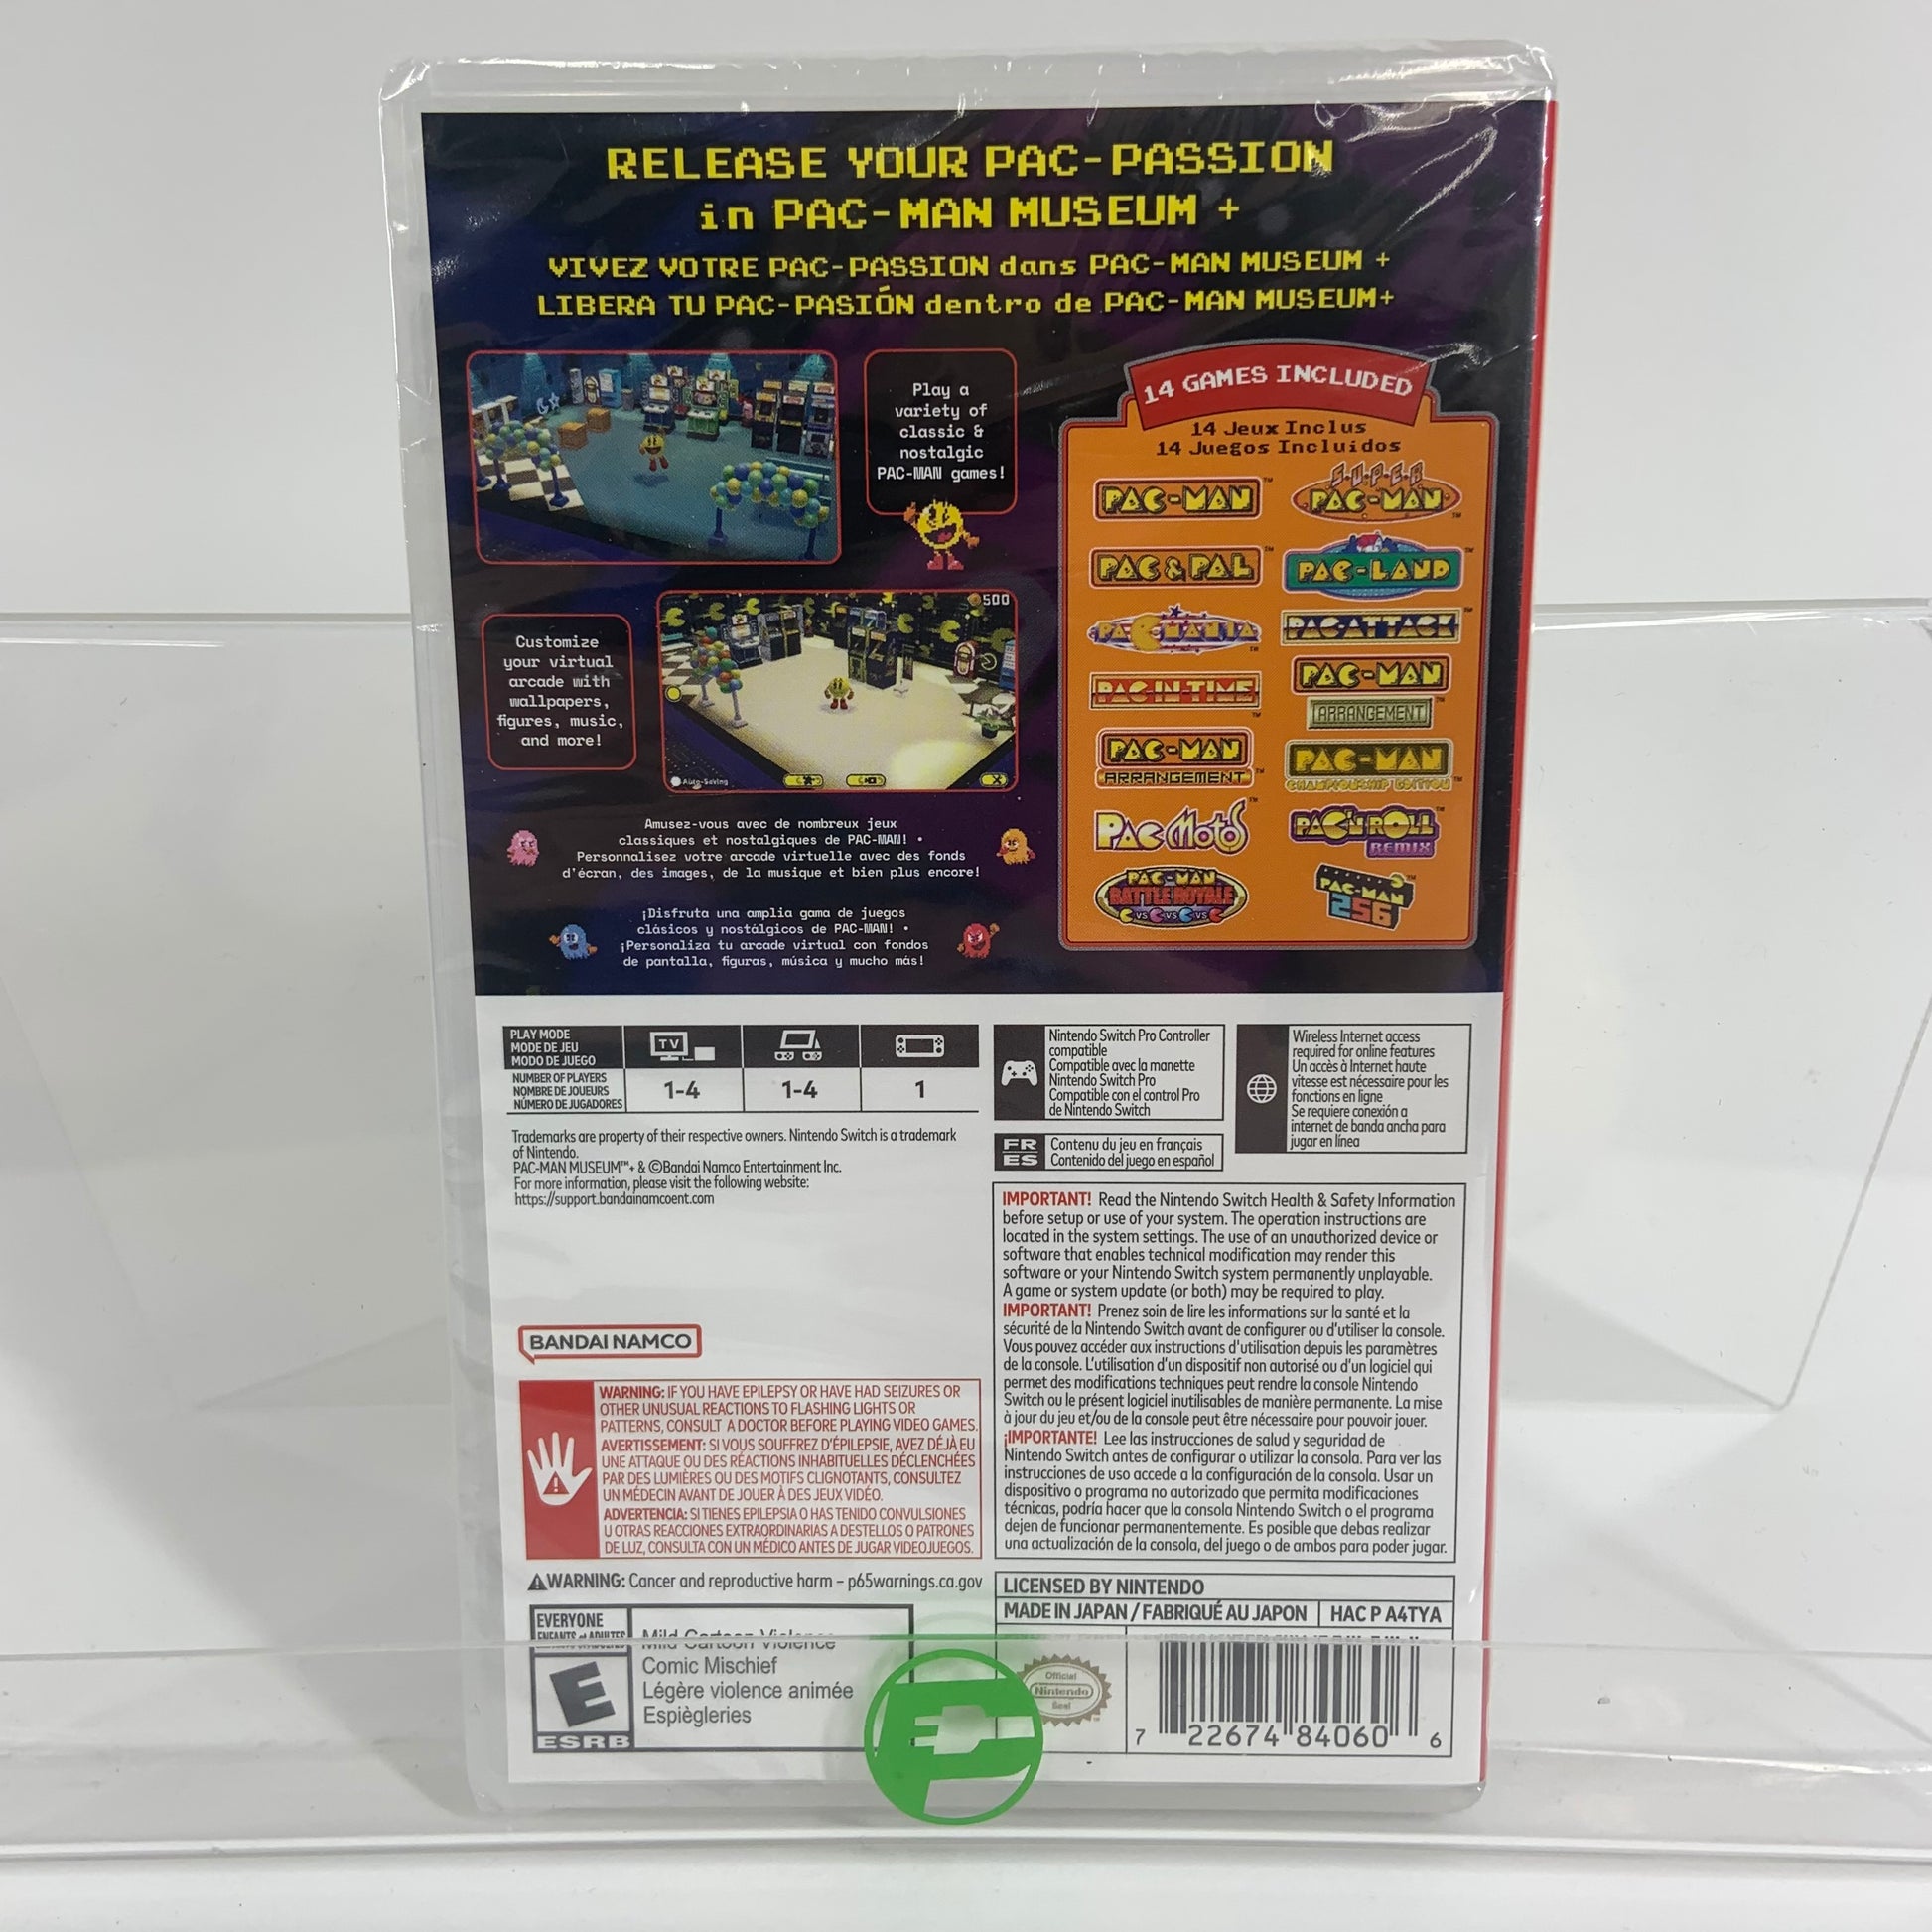 RELEASE YOUR PAC-PASSION
in PAC-MAN MUSEUM +
VIVEZ VOTRE PAC-PASSION dans PAC-MAN MUSEUM +
LIBERA TU PAC-PASIÓN dentro de PAC-MAN MUSEUM+
Play a
variety of
classic &
nostalgic
PAC-MAN games!
Customize
your virtual
arcade with
wallpapers,
figures, music,
and more!
500
Auto-Saving
Amusez-vous avec de nombreux jeux
classiques et nostalgiques de PAC-MAN! •
Personnalisez votre arcade virtuelle avec des fonds
d'écran, des images, de la musique et bien plus encore!
¡Disfruta una amplia gama de juegos
clásicos y nostálgicos de PAC-MAN! •
¡Personaliza tu arcade virtual con fondos
de pantalla, figuras, música y mucho más!
14 GAMES INCLUDED
14 Jeux Inclus
14 Juegos Incluidos
PAC-MAN™
SUPER
PAC-MAN™
PAC & PAL™
PAC-LAND™
PAC-MANIA™
PAC-ATTACK™
PAC IN TIME™
PAC-MAN™
ARRANGEMENT
PAC-MAN
ARRANGEMENT™
PAC-MAN
CHAMPIONSHIP EDITION™
PAC MOTOS™
PAC'N ROLL™
REMIX
PAC-MAN
BATTLE ROYALE
VS VS VS
PAC-MAN™
256
PLAY MODE
MODE DE JEU
MODO DE JUEGO
TV
NUMBER OF PLAYERS
NOMBRE DE JOUEURS
NÚMERO DE JUGADORES
1-4
1-4
1
Nintendo Switch Pro Controller
compatible
Compatible avec la manette
Nintendo Switch Pro
Compatible con el control Pro
de Nintendo Switch
Wireless Internet access
required for online features
Un accès à Internet haute
vitesse est nécessaire pour les
fonctions en ligne
Se requiere conexión a
internet de banda ancha para
jugar en línea
FR Contenu du jeu en français
ES Contenido del juego en español
Trademarks are property of their respective owners. Nintendo Switch is a trademark
of Nintendo.
PAC-MAN MUSEUM™+ & ©Bandai Namco Entertainment Inc.
For more information, please visit the following website:
https://support.bandainamcoent.com
IMPORTANT! Read the Nintendo Switch Health & Safety Information
before setup or use of your system. The operation instructions are
located in the system settings. The use of an unauthorized device or
software that enables technical modification may render this
software or your Nintendo Switch system permanently unplayable.
A game or system update (or both) may be required to play.
IMPORTANT! Prenez soin de lire les informations sur la santé et la
sécurité de la Nintendo Switch avant de configurer ou d'utiliser la console.
Vous pouvez accéder aux instructions d'utilisation depuis les paramètres
de la console. L'utilisation d'un dispositif non autorisé ou d'un logiciel qui
permet des modifications techniques peut rendre la console Nintendo
Switch ou le présent logiciel inutilisables de manière permanente. La mise
à jour du jeu et/ou de la console peut être nécessaire pour pouvoir jouer.
¡IMPORTANTE! Lee las instrucciones de salud y seguridad de
Nintendo Switch antes de configurar o utilizar la consola. Para ver las
instrucciones de uso accede a la configuración de la consola. Usar un
dispositivo o programa no autorizado que permita modificaciones
técnicas, podría hacer que la consola Nintendo Switch o el programa
dejen de funcionar permanentemente. Es posible que debas realizar
una actualización de la consola, del juego o de ambos para poder jugar.
BANDAI NAMCO
WARNING: IF YOU HAVE EPILEPSY OR HAVE HAD SEIZURES OR
OTHER UNUSUAL REACTIONS TO FLASHING LIGHTS OR
PATTERNS, CONSULT A DOCTOR BEFORE PLAYING VIDEO GAMES.
AVERTISSEMENT: SI VOUS SOUFFREZ D'ÉPILEPSIE, AVEZ DÉJÀ EU
UNE ATTAQUE OU DES RÉACTIONS INHABITUELLES DÉCLENCHÉES
PAR DES LUMIÈRES OU DES MOTIFS CLIGNOTANTS, CONSULTEZ
UN MÉDECIN AVANT DE JOUER À DES JEUX VIDÉO.
ADVERTENCIA: SI TIENES EPILEPSIA O HAS TENIDO CONVULSIONES
U OTRAS REACCIONES EXTRAORDINARIAS A DESTELLOS O PATRONES
DE LUZ, CONSULTA CON UN MÉDICO ANTES DE JUGAR VIDEOJUEGOS.
WARNING: Cancer and reproductive harm – p65warnings.ca.gov
EVERYONE
ENFANTS et ADULTES
E
ESRB
Mild Cartoon Violence
Comic Mischief
Légère violence animée
Espiègleries
LICENSED BY NINTENDO
MADE IN JAPAN / FABRIQUÉ AU JAPON HAC P A4TYA
Official
Nintendo
Seal
7 22674 84060 6